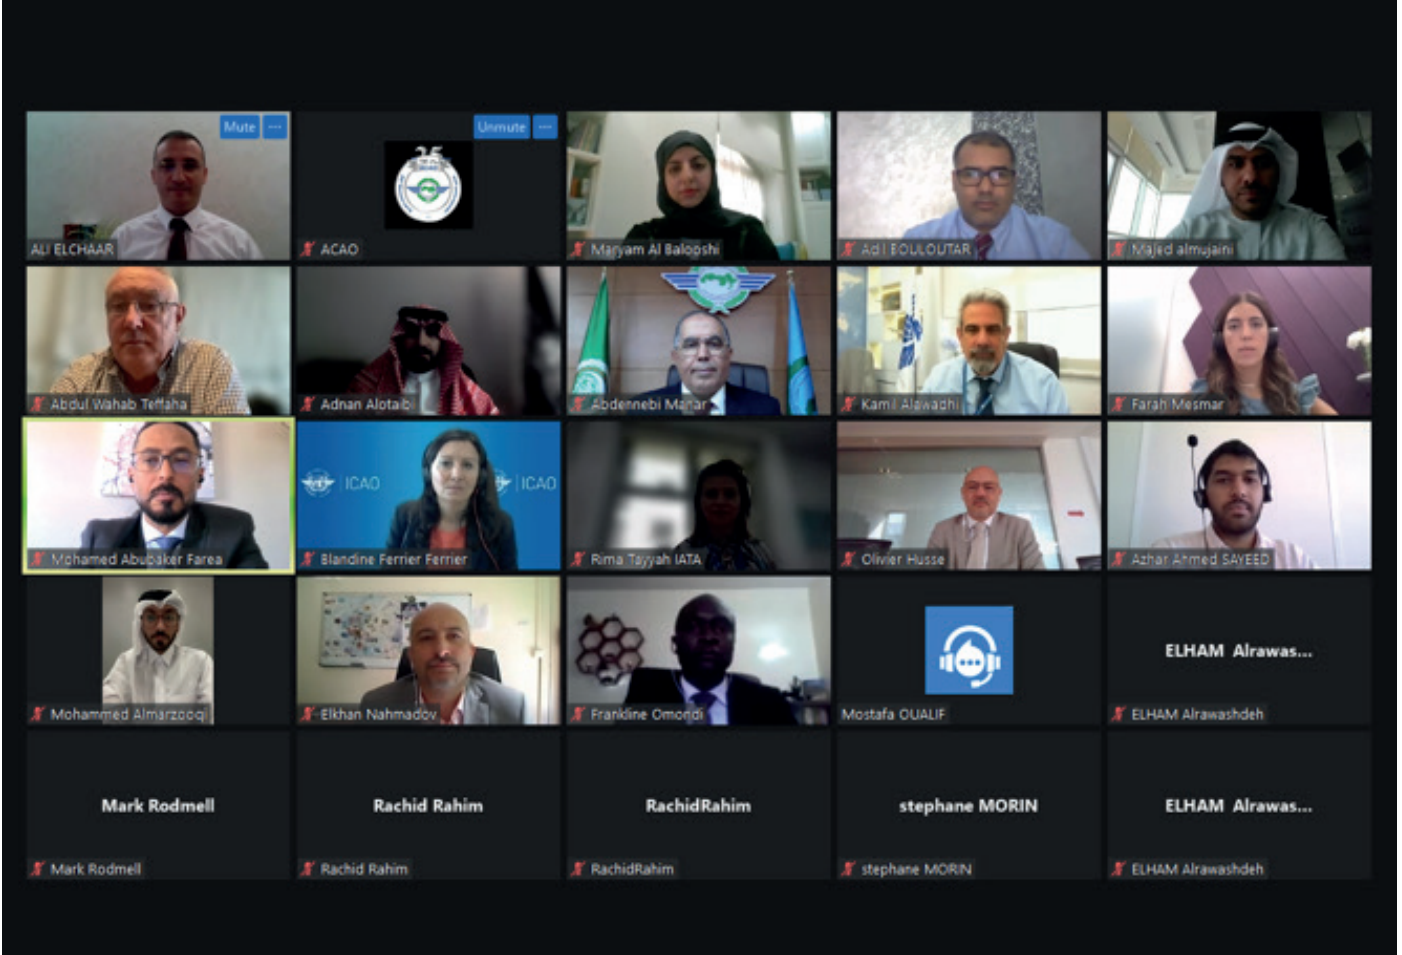 Mute
Unmute
ALI ELCHAAR
ACAO
Maryam Al Balooshi
Adil BOULOUTAR
Majed almujaini
Abdul Wahab Teffaha
Adnan Alotaibi
Abdennebi Manar
Kamil Alawadhi
Farah Mesmar
ICAO
ICAO
Mohamed Abubaker Farea
Blandine Ferrier Ferrier
Rima Tayyah IATA
Olivier Husse
Azhar Ahmed SAYEED
ELHAM Alrawas...
Mohammed Almarzooqi
Elkhan Nahmadov
Frankline Omondi
Mostafa OUALIF
ELHAM Alrawashdeh
Mark Rodmell
Rachid Rahim
RachidRahim
stephane MORIN
ELHAM Alrawas...
Mark Rodmell
Rachid Rahim
RachidRahim
stephane MORIN
ELHAM Alrawashdeh